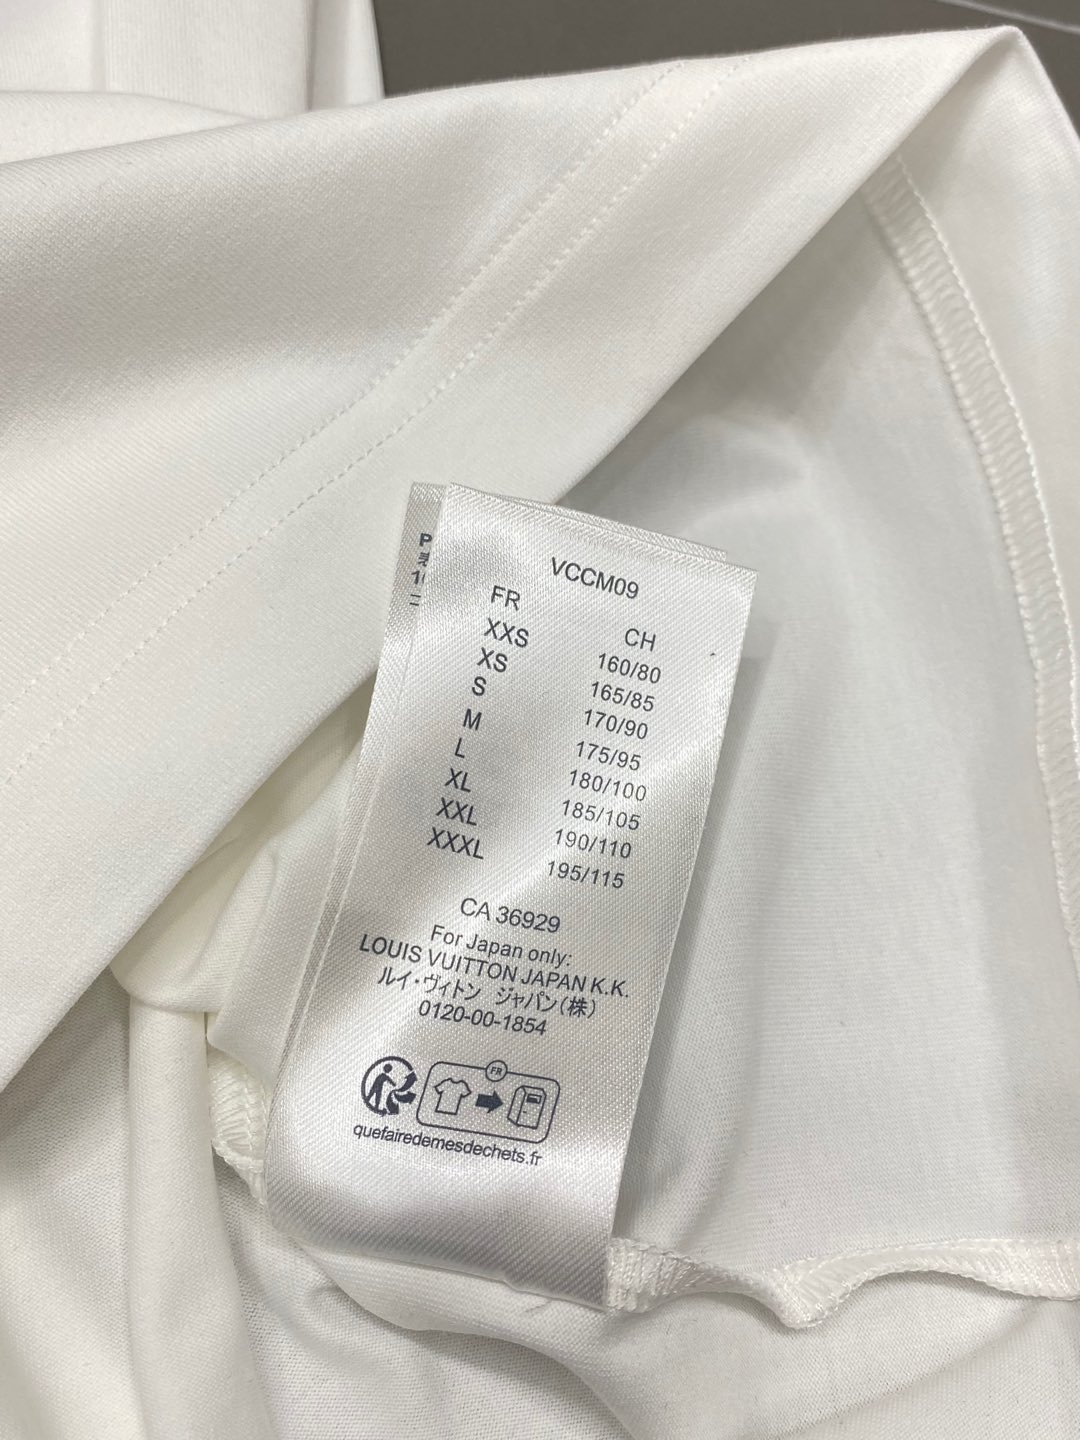 VCCM09
FR CH
XXS 160/80
XS 165/85
S 170/90
M 175/95
L 180/100
XL 185/105
XXL 190/110
XXXL 195/115
CA 36929
For Japan only:
LOUIS VUITTON JAPAN K.K.
ルイ・ヴィトン ジャパン(株)
0120-00-1854
FR
quefairedemesdechets.fr
P